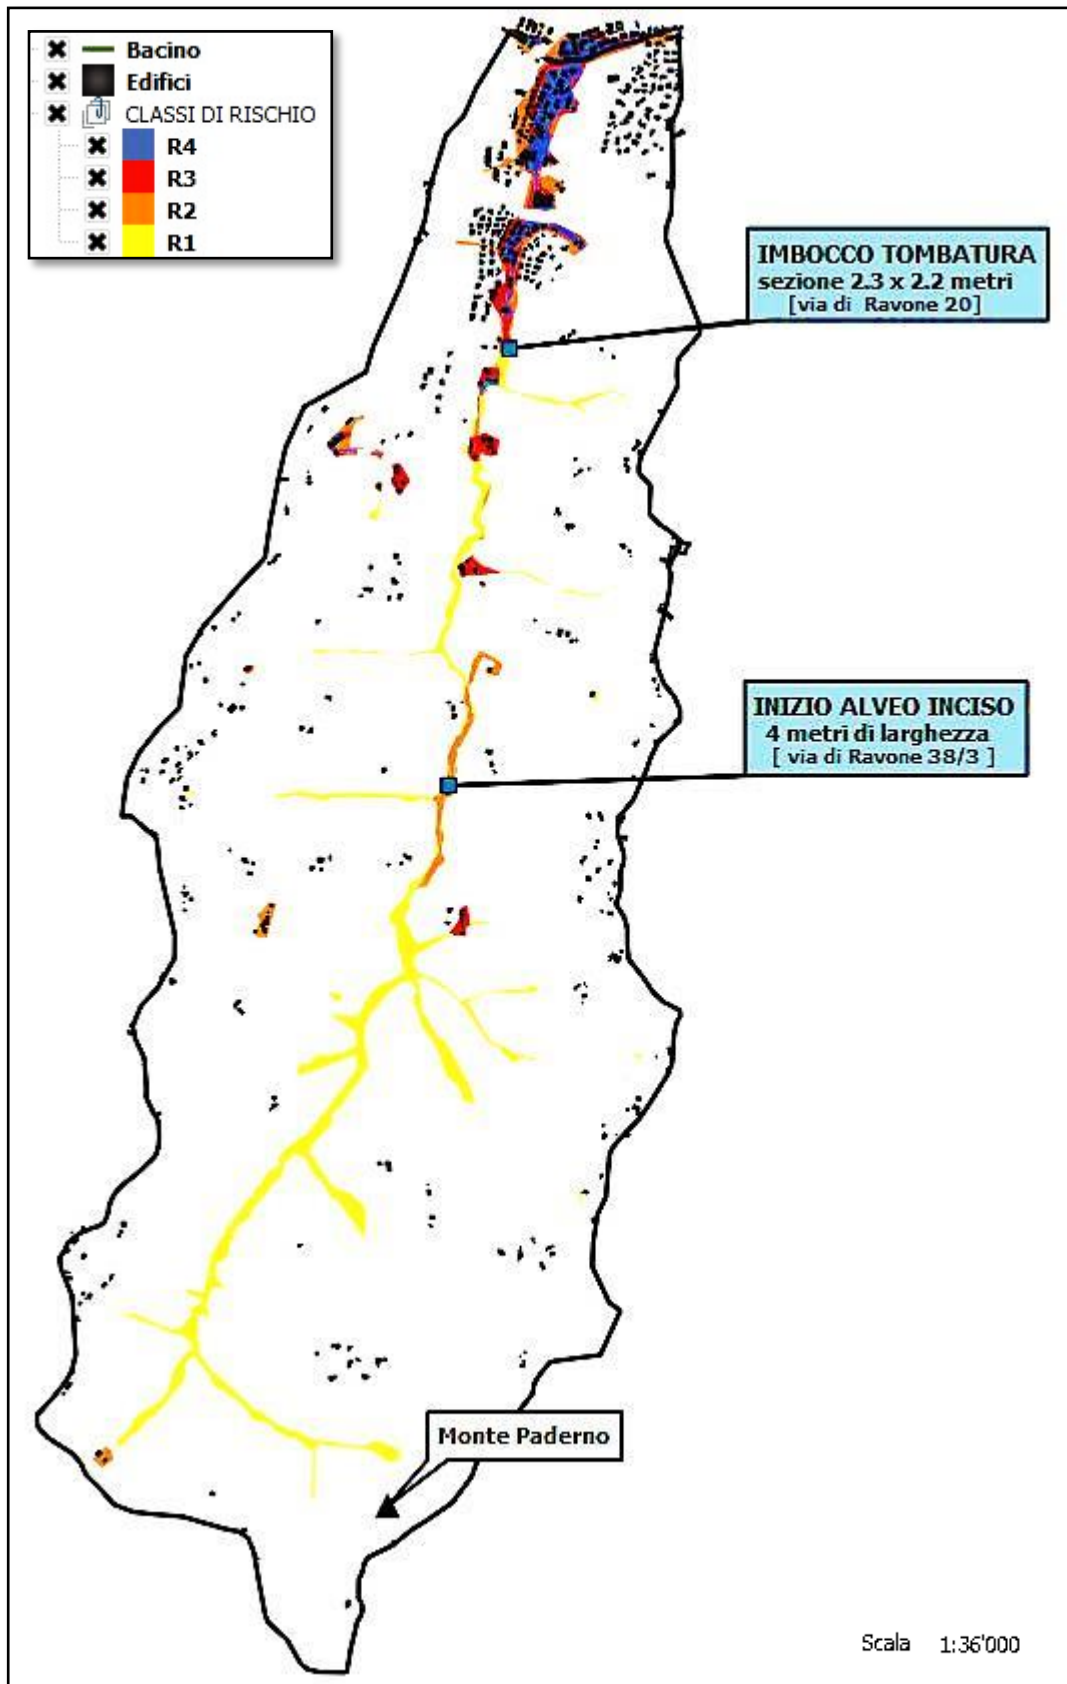 Bacino
Edifici
CLASSI DI RISCHIO
R4
R3
R2
R1
IMBOCCO TOMBATURA
sezione 2.3 x 2.2 metri
[via di Ravone 20]
INIZIO ALVEO INCISO
4 metri di larghezza
[ via di Ravone 38/3 ]
Monte Paderno
Scala 1:36'000